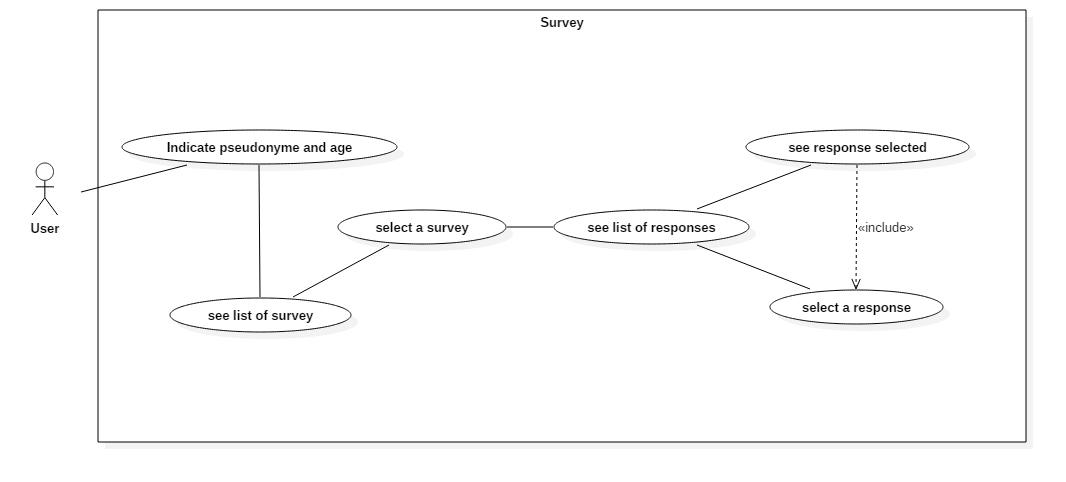 Survey
Indicate pseudonyme and age
see response selected
User
select a survey
see list of responses
«include»
see list of survey
select a response